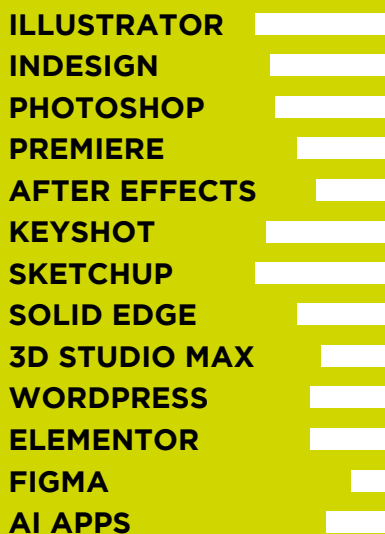 ILLUSTRATOR
INDESIGN
PHOTOSHOP
PREMIERE
AFTER EFFECTS
KEYSHOT
SKETCHUP
SOLID EDGE
3D STUDIO MAX
WORDPRESS
ELEMENTOR
FIGMA
AI APPS